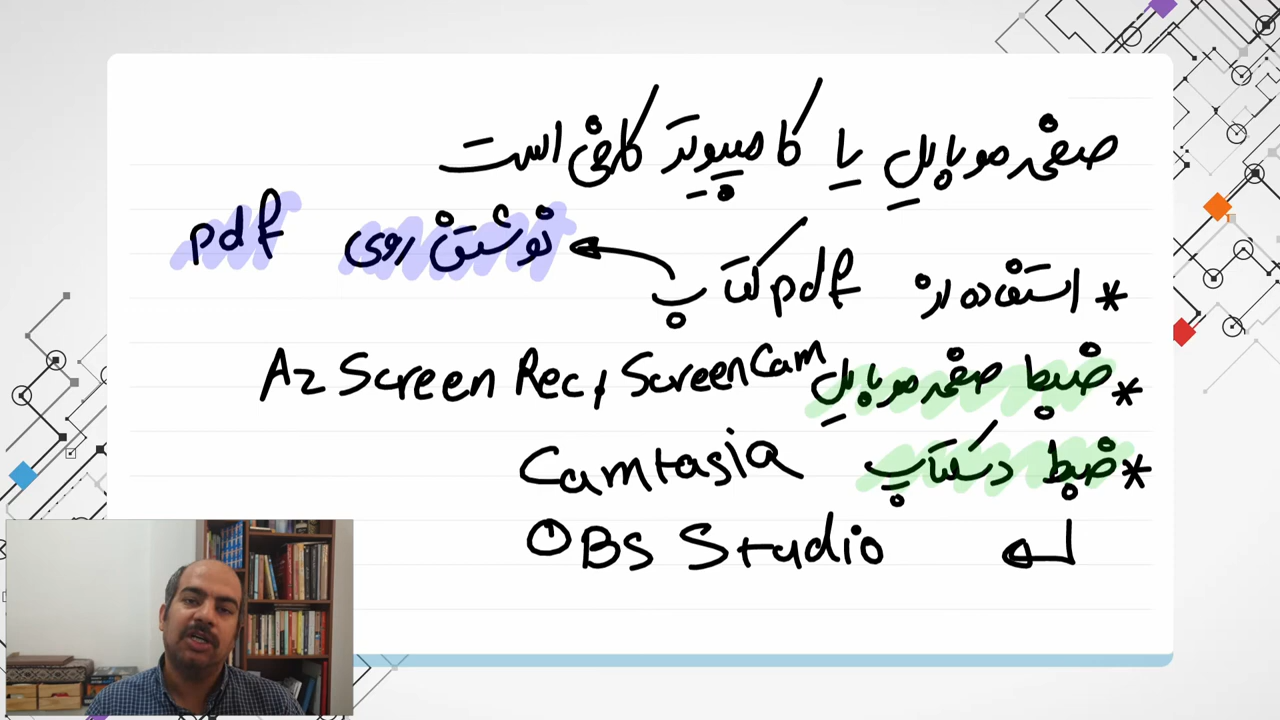 صفحه موبایل یا کامپیوتر کافی است
* استفاده از pdf کتاب
نوشتن روی pdf
* ضبط صفحه موبایل ScreenCam و Az Screen Rec
* ضبط دسکتاپ Camtasia
OBS Studio